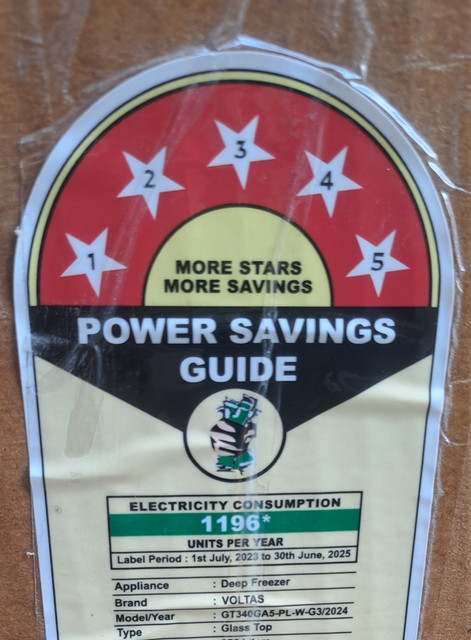 1 2 3 4 5
MORE STARS
MORE SAVINGS
POWER SAVINGS
GUIDE
ELECTRICITY CONSUMPTION
1196*
UNITS PER YEAR
Label Period : 1st July, 2023 to 30th June, 2025
Appliance : Deep Freezer
Brand : VOLTAS
Model/Year : GT340GA5-PL-W-G3/2024
Type : Glass Top